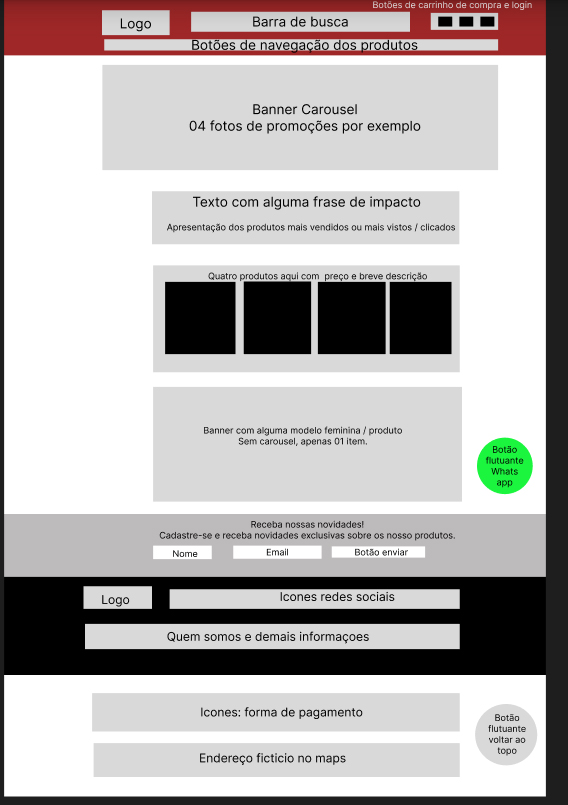 Botões de carrinho de compra e login
Logo
Barra de busca
Botões de navegação dos produtos
Banner Carousel
04 fotos de promoções por exemplo
Texto com alguma frase de impacto
Apresentação dos produtos mais vendidos ou mais vistos / clicados
Quatro produtos aqui com preço e breve descrição
Banner com alguma modelo feminina / produto
Sem carousel, apenas 01 item.
Botão
flutuante
Whats
app
Receba nossas novidades!
Cadastre-se e receba novidades exclusivas sobre os nosso produtos.
Nome
Email
Botão enviar
Logo
Icones redes sociais
Quem somos e demais informaçoes
Icones: forma de pagamento
Botão
flutuante
voltar ao
topo
Endereço ficticio no maps